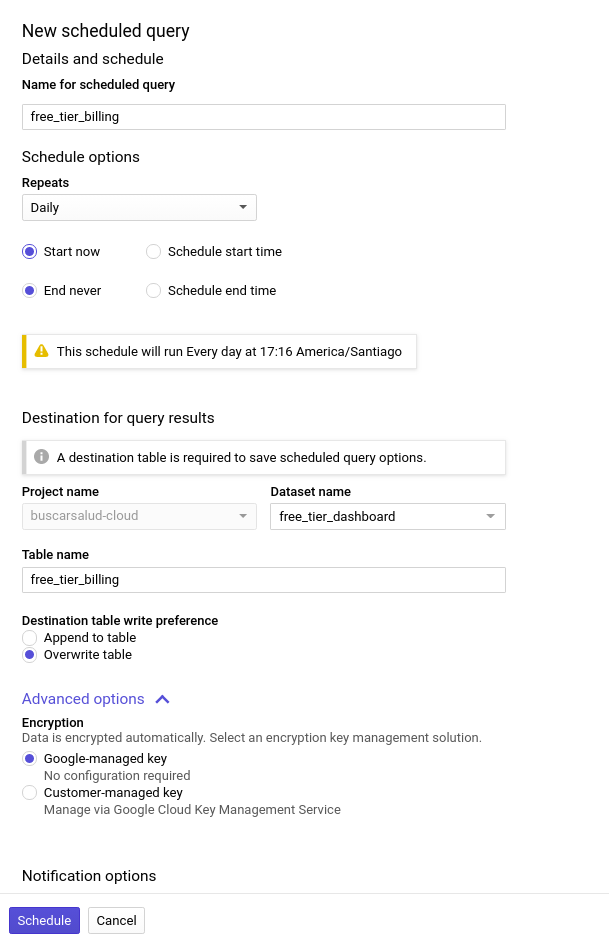 New scheduled query
Details and schedule
Name for scheduled query
free_tier_billing
Schedule options
Repeats
Daily
Start now Schedule start time
End never Schedule end time
This schedule will run Every day at 17:16 America/Santiago
Destination for query results
A destination table is required to save scheduled query options.
Project name Dataset name
buscarsalud-cloud free_tier_dashboard
Table name
free_tier_billing
Destination table write preference
Append to table
Overwrite table
Advanced options
Encryption
Data is encrypted automatically. Select an encryption key management solution.
Google-managed key
No configuration required
Customer-managed key
Manage via Google Cloud Key Management Service
Notification options
Schedule Cancel